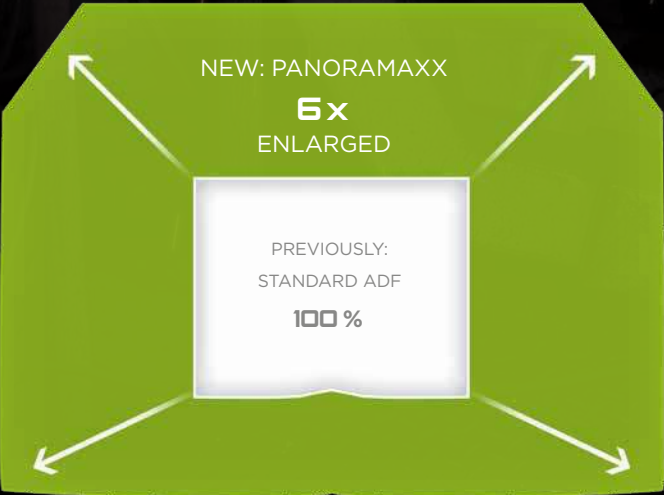 NEW: PANORAMAXX
6x
ENLARGED
PREVIOUSLY:
STANDARD ADF
100 %